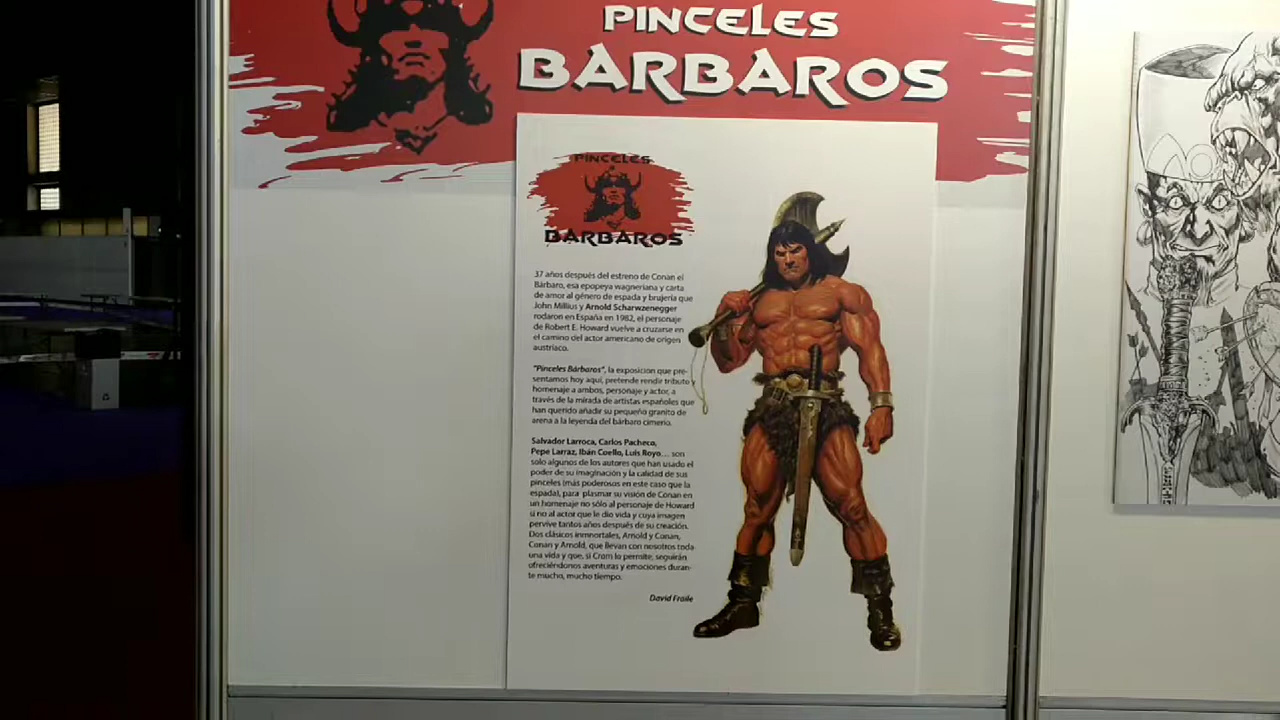 PINCELES
BÁRBAROS
PINCELES
BÁRBAROS
37 años después del estreno de Conan el
Bárbaro, esa epopeya wagneriana y carta
de amor al género de espada y brujería que
John Millius y Arnold Scharwzenegger
rodaron en España en 1982, el personaje
de Robert E. Howard vuelve a cruzarse en
el camino del actor americano de origen
austríaco.
"Pinceles Bárbaros", la exposicion que pre-
sentamos hoy aquí, pretende rendir tributo
homenaje a ambos, personaje y actor, a
través de la mirada de artistas españoles que
han querido añadir su pequeño granito de
arena a la leyenda del bárbaro cimerio.
Salvador Larroca, Carlos Pacheco,
Pepe Larraz, Ibán Coello, Luis Royo... son
solo algunos de los autores que han usado el
poder de su imaginación y la calidad de sus
pinceles (más poderosos en este caso que la
espada), para plasmar su visión de Conan en
un homenaje no sólo al personaje de Howard
si no al actor que le dio vida y cuya imagen
pervive tantos años después de su creación.
Dos clásicos inmnortales, Arnold y Conan,
Conan y Arnold, que llevan con nosotros toda
una vida y que, si Crom lo permite, seguirán
ofreciéndonos aventuras y emociones duran-
te mucho, mucho tiempo.
David Fraile